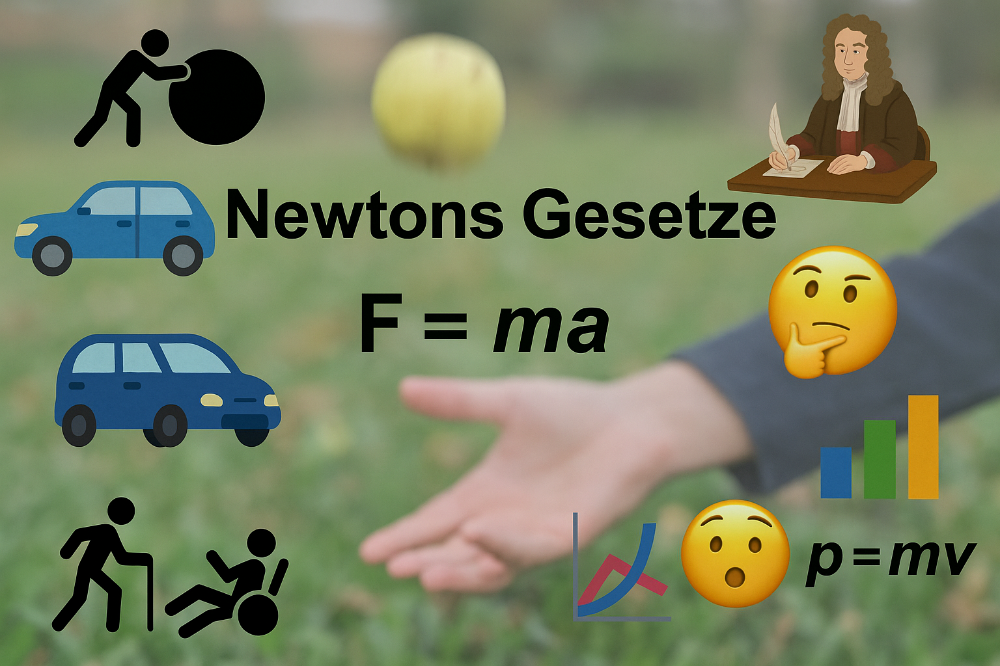 Newtons Gesetze
F = ma
p = mv